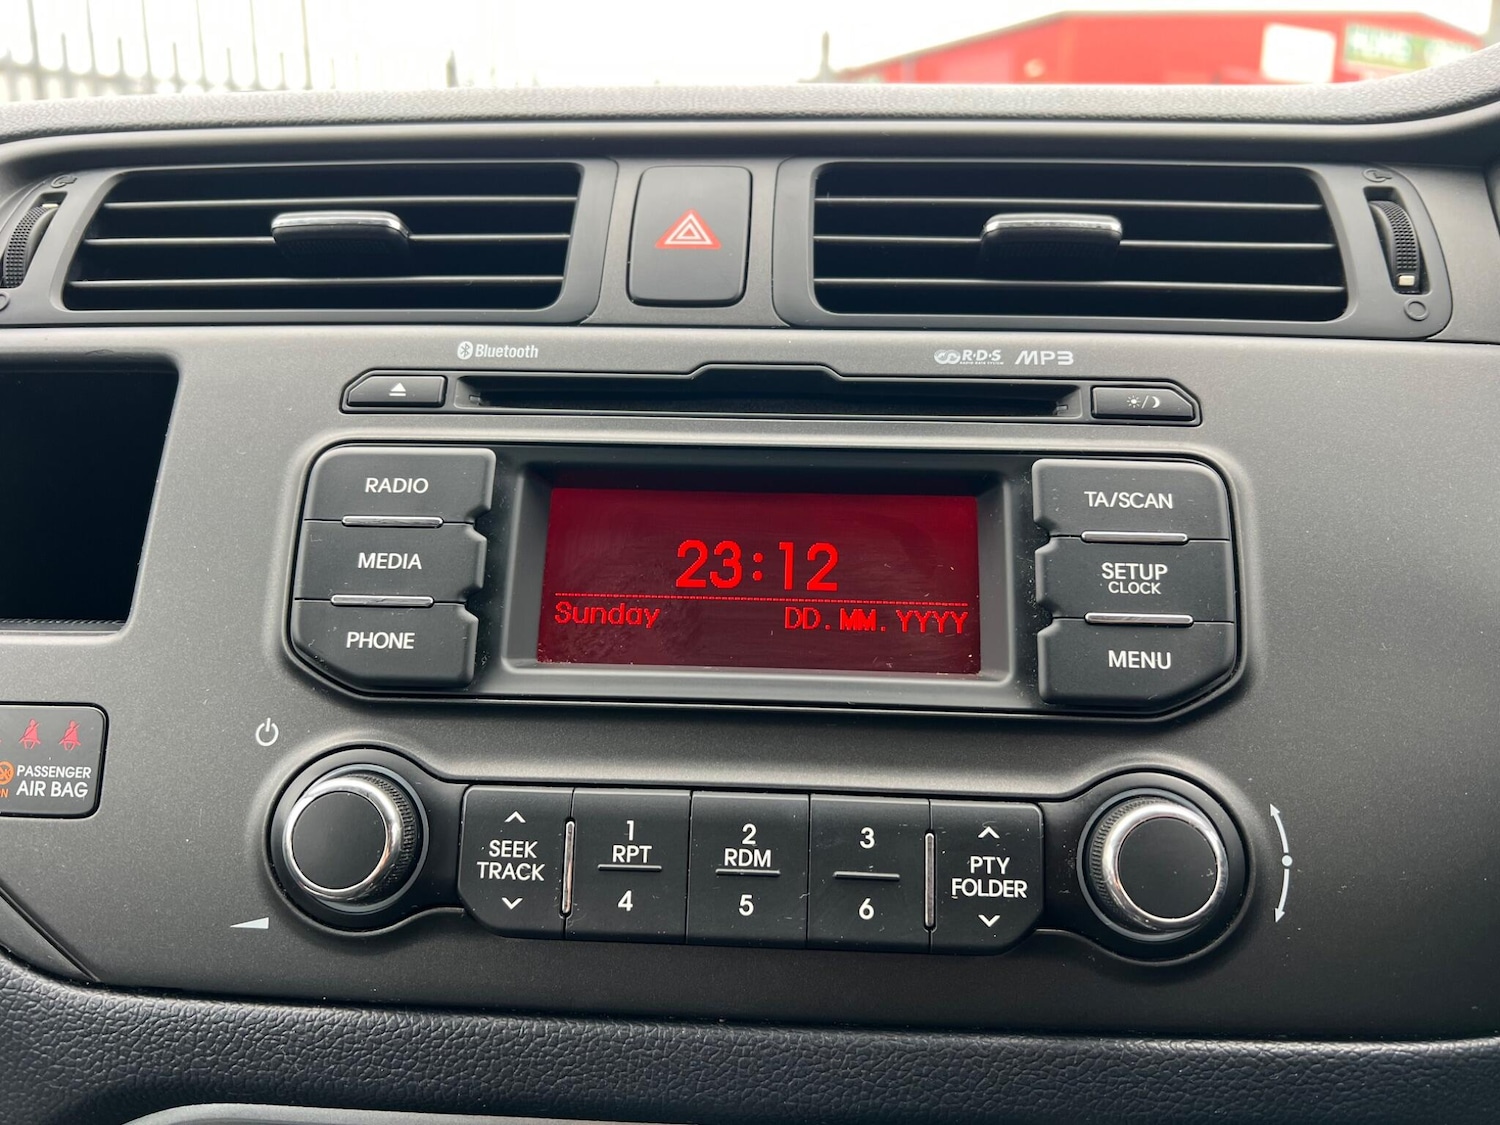 Bluetooth
R·D·S MP3
RADIO
MEDIA
PHONE
23:12
Sunday DD.MM.YYYY
TA/SCAN
SETUP
CLOCK
MENU
PASSENGER
AIR BAG
SEEK
TRACK
1
RPT
4
2
RDM
5
3
6
PTY
FOLDER